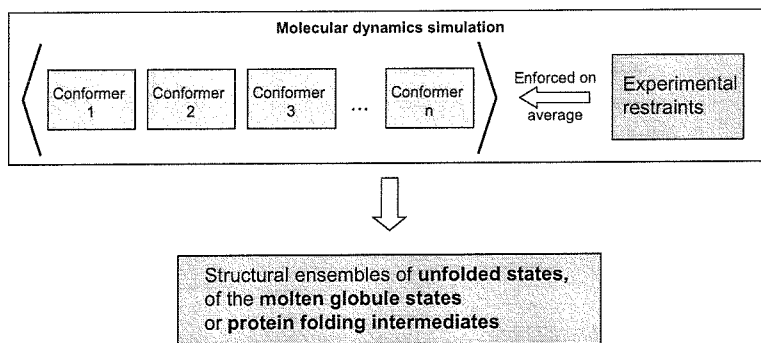 Molecular dynamics simulation
Conformer
1
Conformer
2
Conformer
3
...
Conformer
n
Enforced on
average
Experimental
restraints
Structural ensembles of unfolded states,
of the molten globule states
or protein folding intermediates